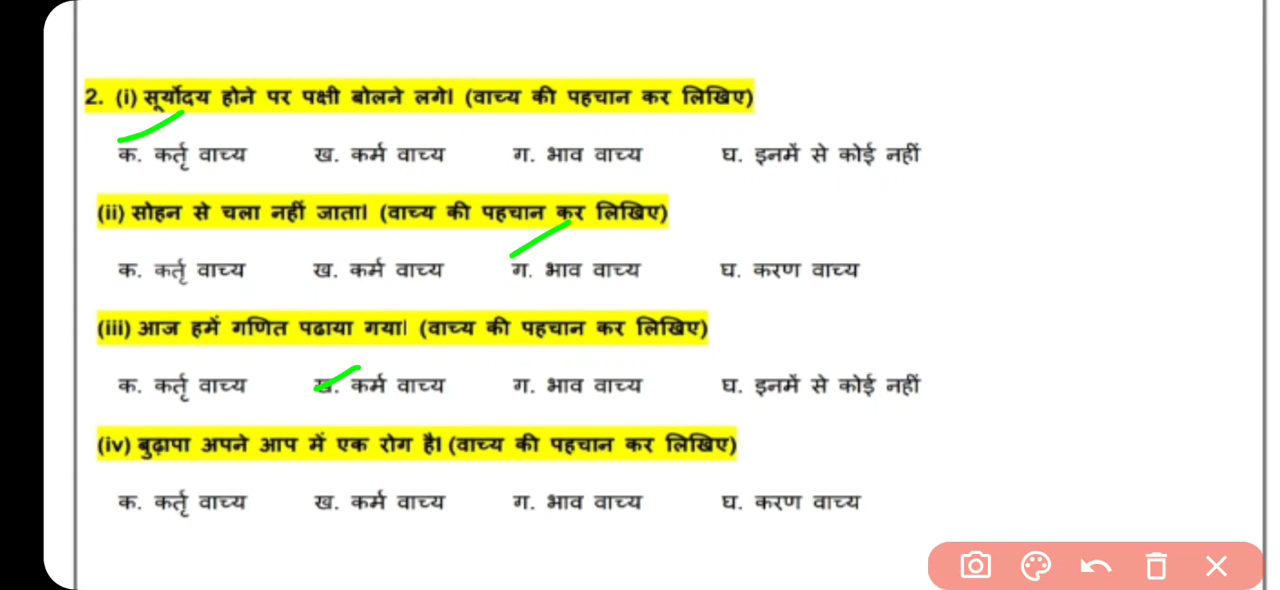 2. (i) सूर्योदय होने पर पक्षी बोलने लगे। (वाच्य की पहचान कर लिखिए)
क. कर्तृ वाच्य ख. कर्म वाच्य ग. भाव वाच्य घ. इनमें से कोई नहीं
(ii) सोहन से चला नहीं जाता। (वाच्य की पहचान कर लिखिए)
क. कर्तृ वाच्य ख. कर्म वाच्य ग. भाव वाच्य घ. करण वाच्य
(iii) आज हमें गणित पढाया गया। (वाच्य की पहचान कर लिखिए)
क. कर्तृ वाच्य ख. कर्म वाच्य ग. भाव वाच्य घ. इनमें से कोई नहीं
(iv) बुढ़ापा अपने आप में एक रोग है। (वाच्य की पहचान कर लिखिए)
क. कर्तृ वाच्य ख. कर्म वाच्य ग. भाव वाच्य घ. करण वाच्य